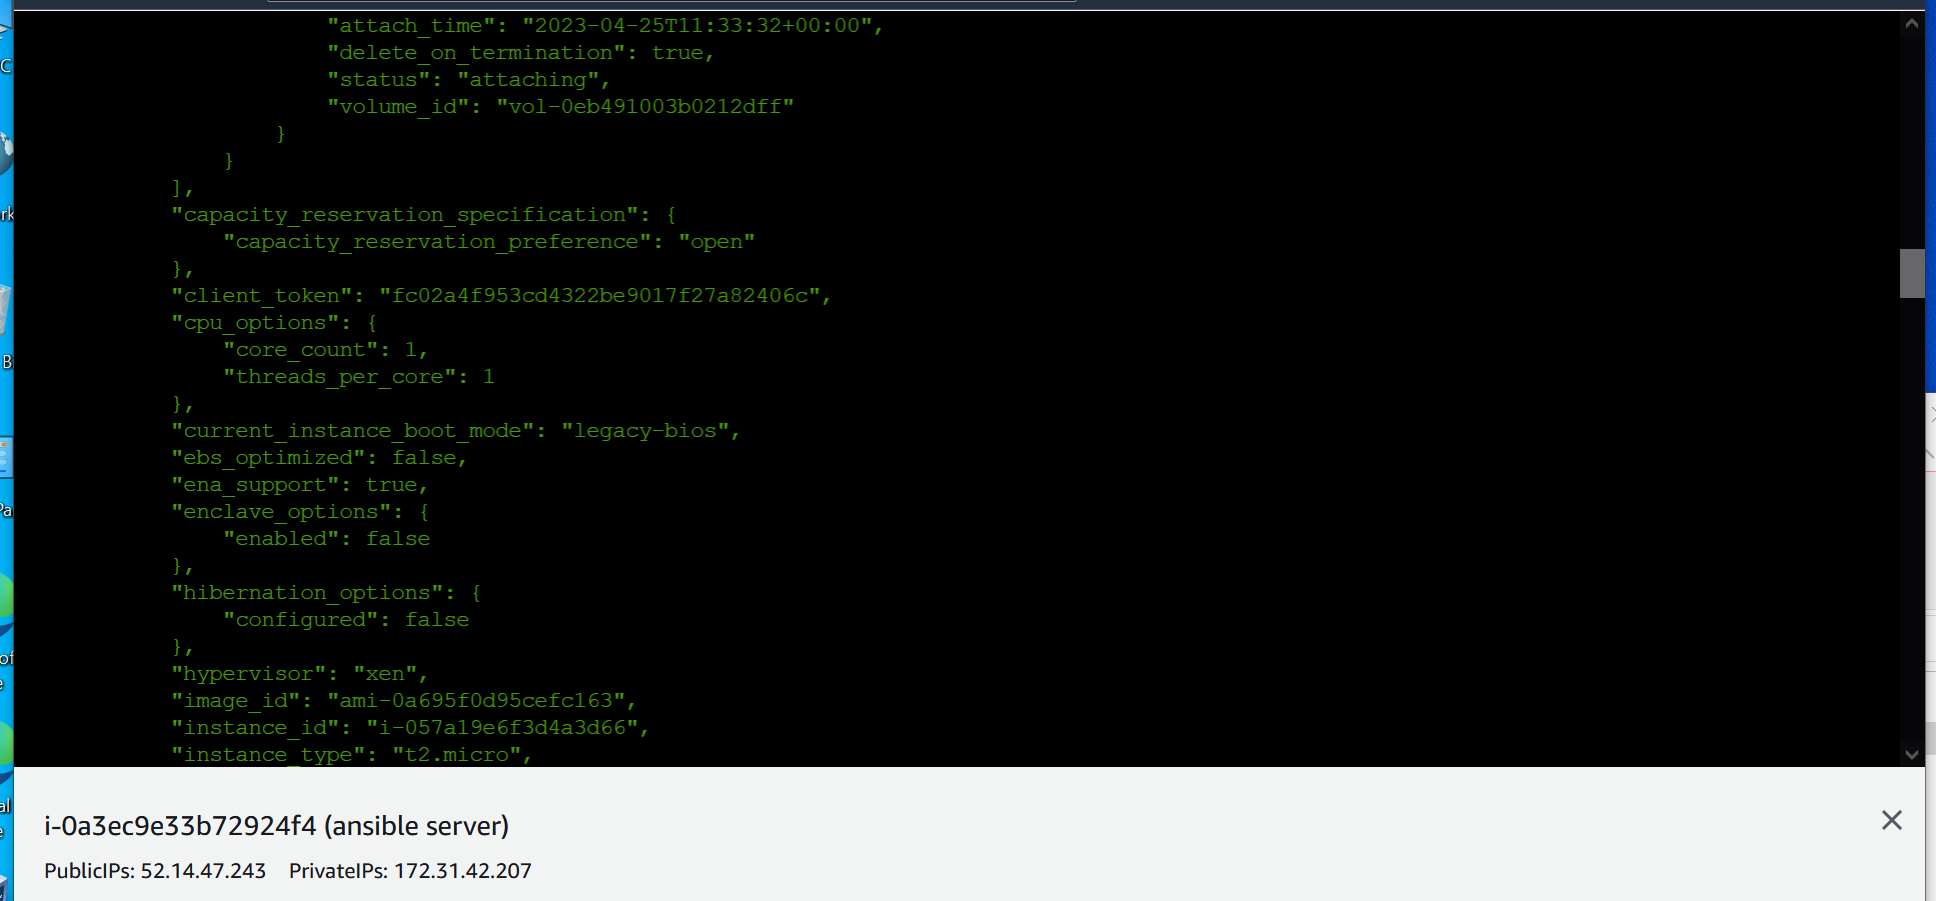 "attach_time": "2023-04-25T11:33:32+00:00",
"delete_on_termination": true,
"status": "attaching",
"volume_id": "vol-0eb491003b0212dff"
}
}
],
"capacity_reservation_specification": {
"capacity_reservation_preference": "open"
},
"client_token": "fc02a4f953cd4322be9017f27a82406c",
"cpu_options": {
"core_count": 1,
"threads_per_core": 1
},
"current_instance_boot_mode": "legacy-bios",
"ebs_optimized": false,
"ena_support": true,
"enclave_options": {
"enabled": false
},
"hibernation_options": {
"configured": false
},
"hypervisor": "xen",
"image_id": "ami-0a695f0d95cefc163",
"instance_id": "i-057a19e6f3d4a3d66",
"instance_type": "t2.micro",
i-0a3ec9e33b72924f4 (ansible server)
PublicIPs: 52.14.47.243 PrivateIPs: 172.31.42.207